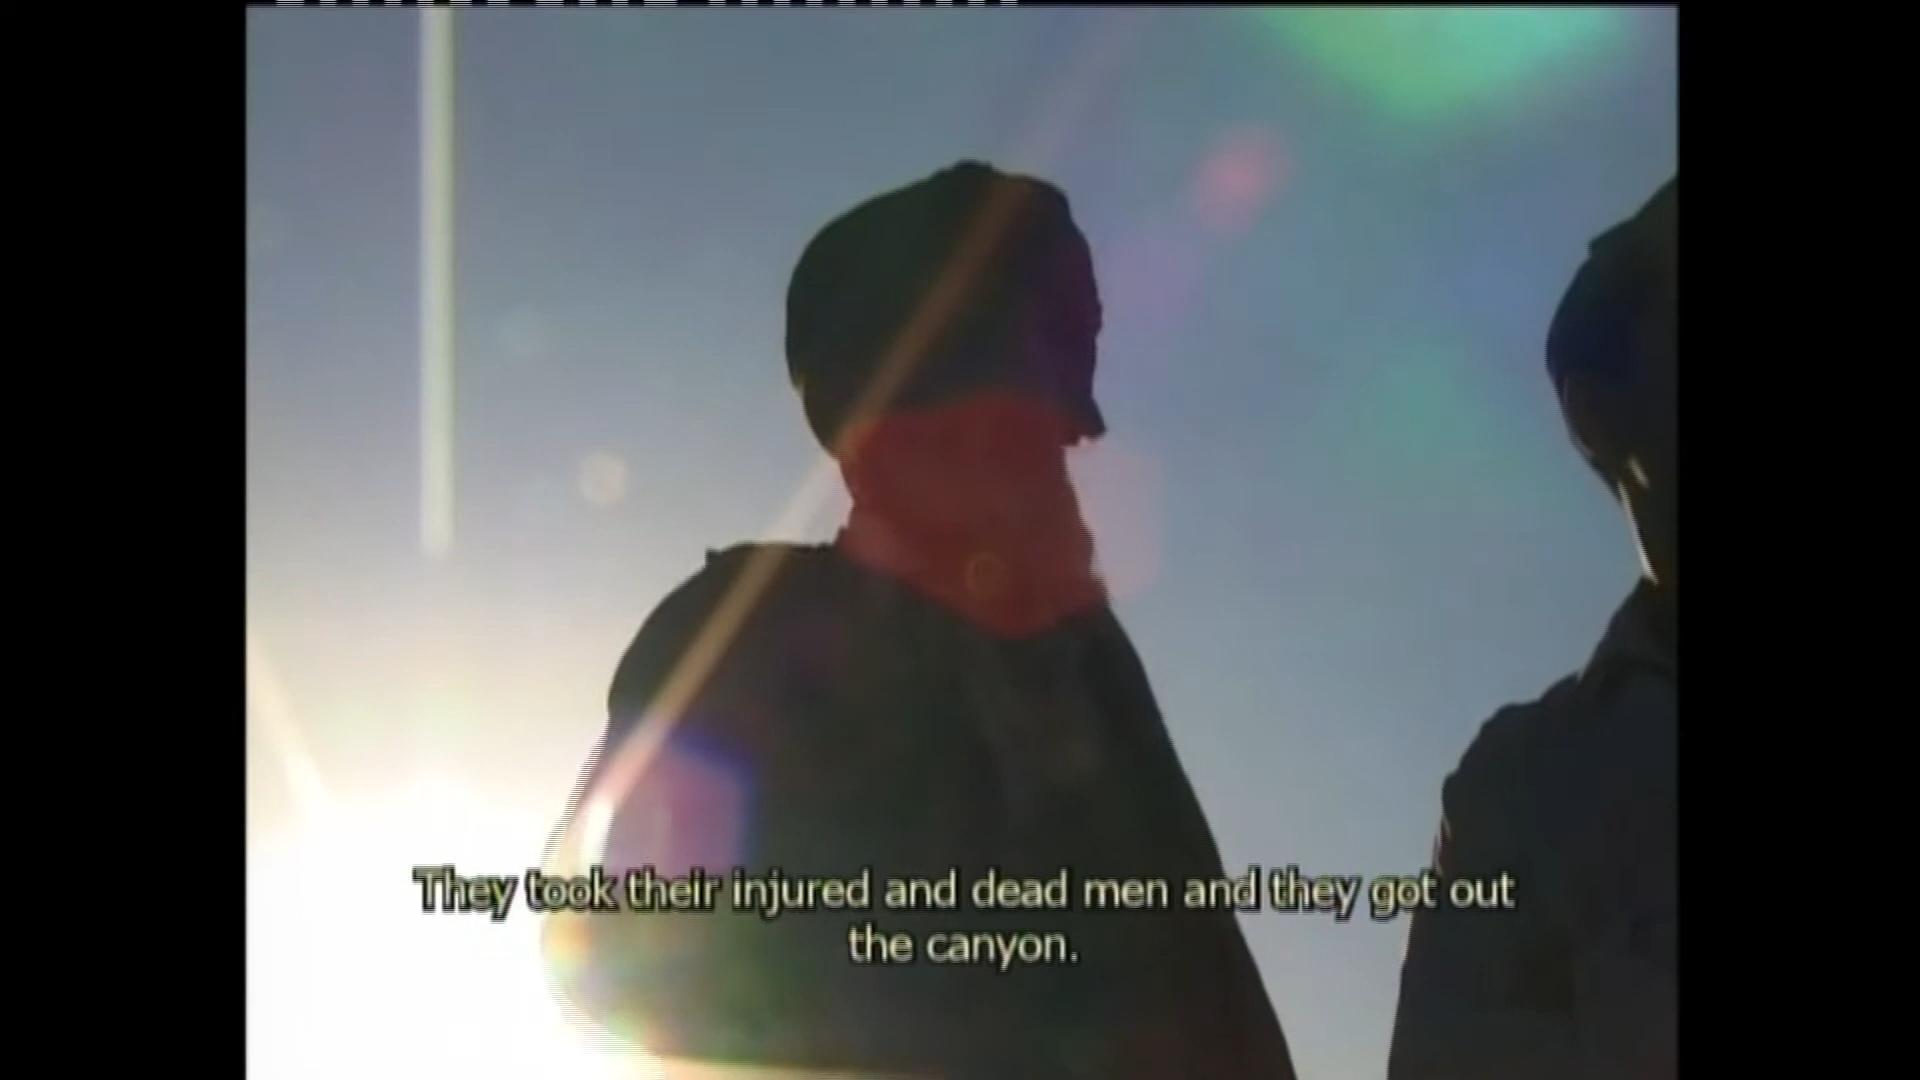 They took their injured and dead men and they got out
the canyon.